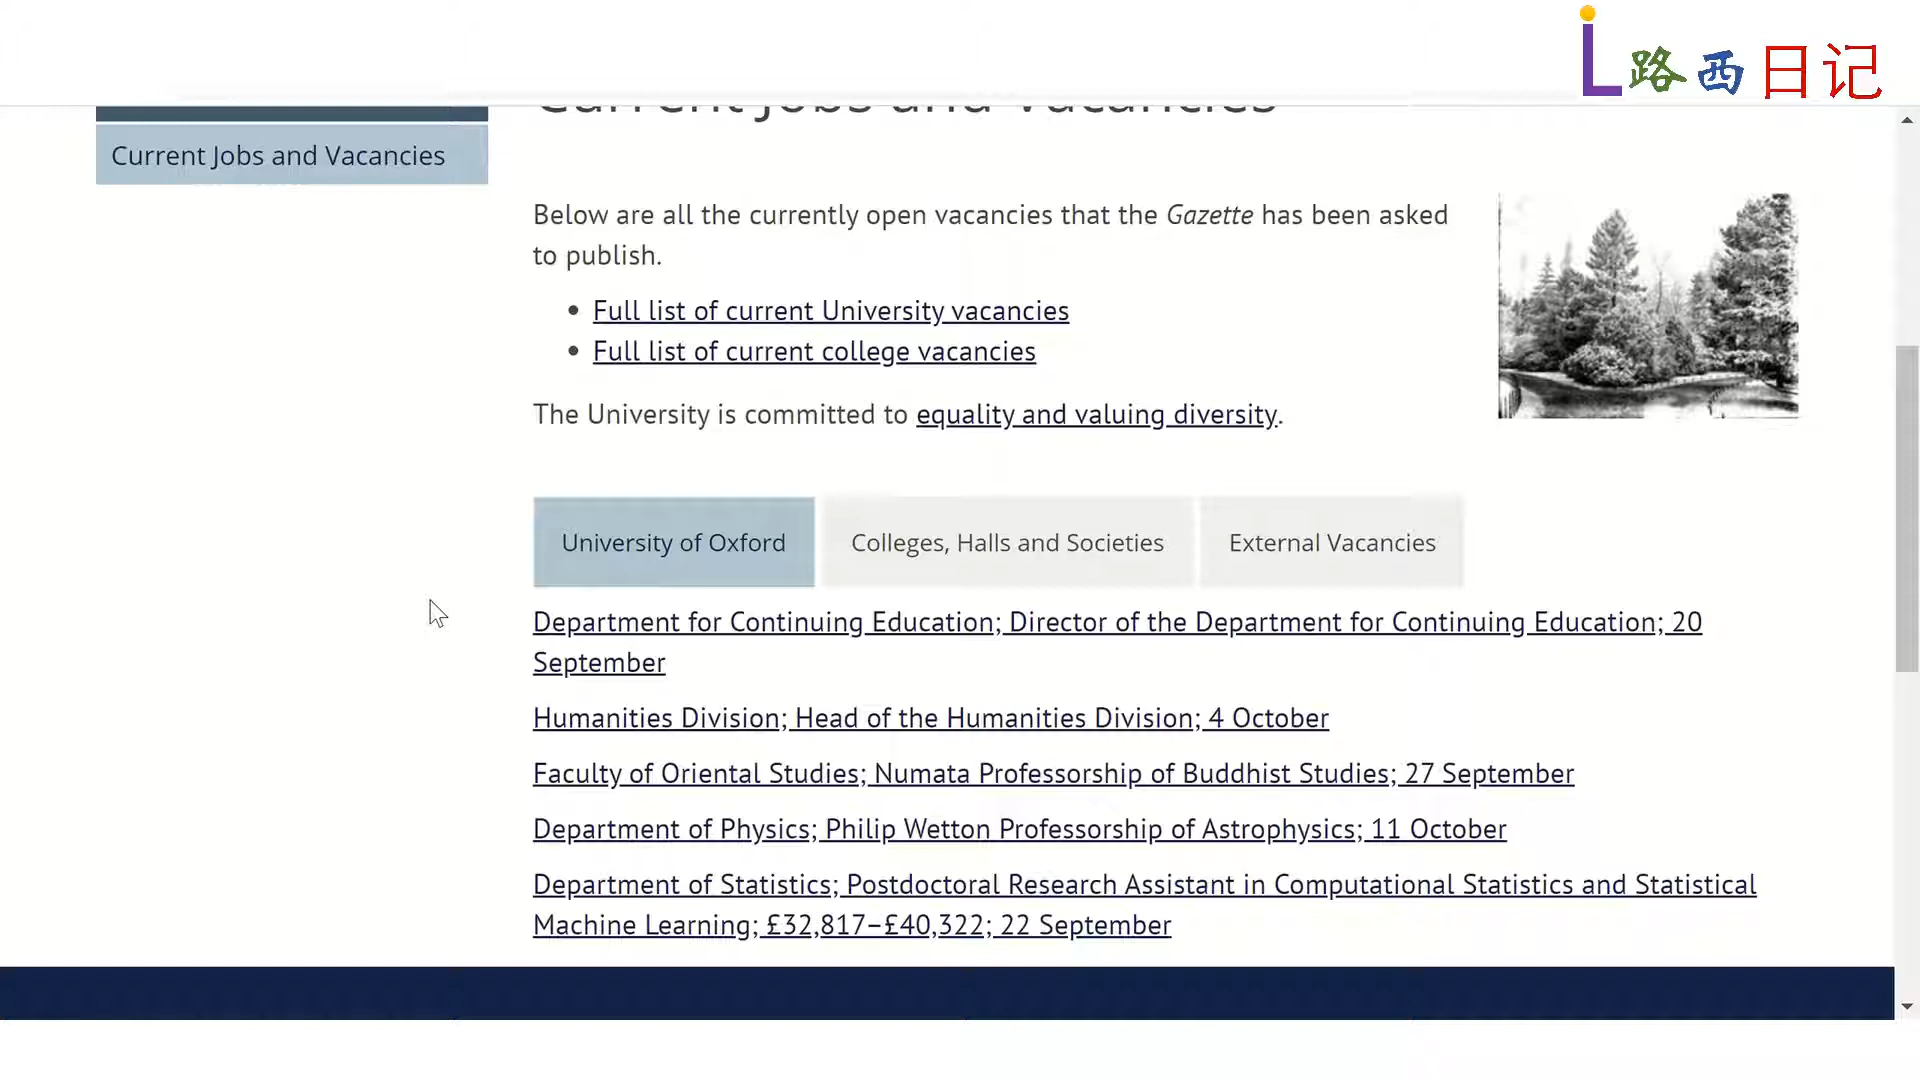 L路西日记
Current Jobs and Vacancies
Current Jobs and Vacancies
Below are all the currently open vacancies that the Gazette has been asked
to publish.
• Full list of current University vacancies
• Full list of current college vacancies
The University is committed to equality and valuing diversity.
University of Oxford
Colleges, Halls and Societies
External Vacancies
Department for Continuing Education; Director of the Department for Continuing Education; 20
September
Humanities Division; Head of the Humanities Division; 4 October
Faculty of Oriental Studies; Numata Professorship of Buddhist Studies; 27 September
Department of Physics; Philip Wetton Professorship of Astrophysics; 11 October
Department of Statistics; Postdoctoral Research Assistant in Computational Statistics and Statistical
Machine Learning; £32,817–£40,322; 22 September